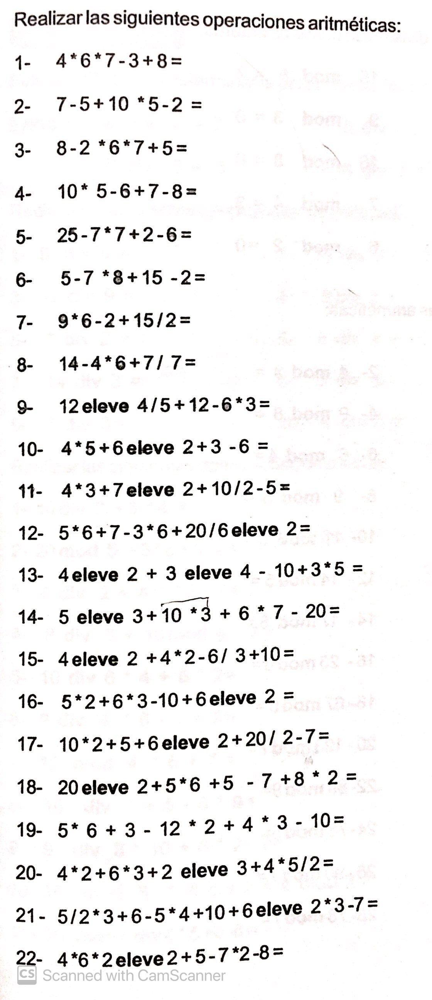 Realizar las siguientes operaciones aritméticas:
1- 4*6*7-3+8=
2- 7-5+10 *5-2 =
3- 8-2 *6*7+5=
4- 10* 5-6+7-8=
5- 25-7*7+2-6=
6- 5-7 *8+15 -2=
7- 9*6-2+15/2=
8- 14-4*6+7/ 7=
9- 12 eleve 4/5+12-6*3=
10- 4*5+6 eleve 2+3 -6 =
11- 4*3+7 eleve 2+10/2-5=
12- 5*6+7-3*6+20/6 eleve 2=
13- 4 eleve 2 + 3 eleve 4 - 10+3*5 =
14- 5 eleve 3+10 *3 + 6 * 7 - 20=
15- 4 eleve 2 +4*2-6/ 3+10=
16- 5*2+6*3-10+6 eleve 2 =
17- 10*2+5+6 eleve 2+20/ 2-7=
18- 20 eleve 2+5*6 +5 - 7 +8 * 2 =
19- 5* 6 + 3 - 12 * 2 + 4 * 3 - 10=
20- 4*2+6*3+2 eleve 3+4*5/2=
21- 5/2*3+6-5*4+10+6 eleve 2*3-7=
22- 4*6*2 eleve 2+5-7*2-8=
CS Scanned with CamScanner